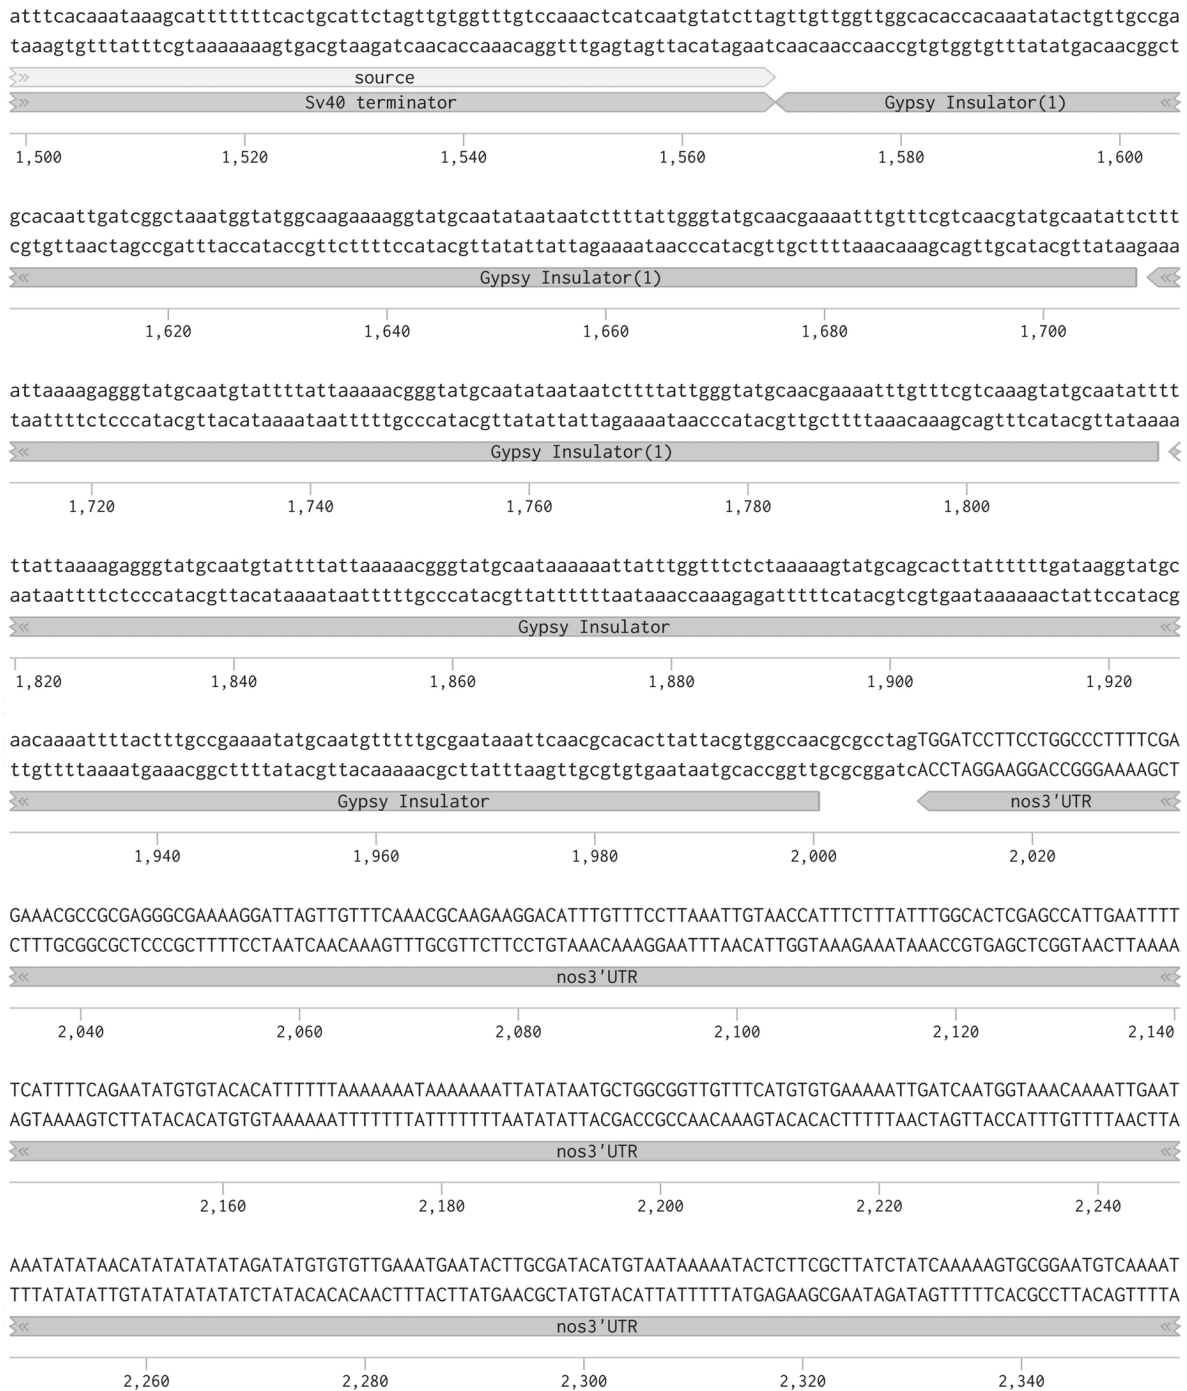 atttcacaaataaagcatttttttcactgcattctagttgtggtttgtccaaactcatcaatgtatcttagttgttggttggcacaccacaaatatactgttgccga
taaagtgtttatttcgtaaaaaaagtgacgtaagatcaacaccaaacaggtttgagtagttacatagaatcaacaaccaaccgtgtggtgtttatatgacaacggct
source
Sv40 terminator Gypsy Insulator(1)
1,500 1,520 1,540 1,560 1,580 1,600
gcacaattgatcggctaaatggtatggcaagaaaaggtatgcaatataataatcttttattgggtatgcaacgaaaatttgtttcgtcaacgtatgcaatattcttt
cgtgttaactagccgatttaccataccgttcttttccatacgttatattattagaaaataacccatacgttgcttttaaacaaagcagttgcatacgttataagaaa
Gypsy Insulator(1)
1,620 1,640 1,660 1,680 1,700
attaaaagagggtatgcaatgtattttattaaaaacgggtatgcaatataataatcttttattgggtatgcaacgaaaatttgtttcgtcaaagtatgcaatatttt
taattttctcccatacgttacataaaataatttttgcccatacgttatattattagaaaataacccatacgttgcttttaaacaaagcagtttcatacgttataaaa
Gypsy Insulator(1)
1,720 1,740 1,760 1,780 1,800
ttattaaaagagggtatgcaatgtattttattaaaaacgggtatgcaataaaaaattatttggtttctctaaaaagtatgcagcacttattttttgataaggtatgc
aataattttctcccatacgttacataaaataatttttgcccatacgttattttttaataaaccaaagagatttttcatacgtcgtgaataaaaaactattccatacg
Gypsy Insulator
1,820 1,840 1,860 1,880 1,900 1,920
aacaaaattttactttgccgaaaatatgcaatgtttttgcgaataaattcaacgcacacttattacgtggccaacgcgcctagTGGATCCTTCCTGGCCCTTTTCGA
ttgttttaaaatgaaacggcttttatacgttacaaaaacgcttatttaagttgcgtgtgaataatgcaccggttgcgcggatcACCTAGGAAGGACCGGGAAAAGCT
Gypsy Insulator nos3'UTR
1,940 1,960 1,980 2,000 2,020
GAAACGCCGCGAGGGCGAAAAGGATTAGTTGTTTCAAACGCAAGAAGGACATTTGTTTCCTTAAATTGTAACCATTTCTTTATTTGGCACTCGAGCCATTGAATTTT
CTTTGCGGCGCTCCCGCTTTTCCTAATCAACAAAGTTTGCGTTCTTCCTGTAAACAAAGGAATTTAACATTGGTAAAGAAATAAACCGTGAGCTCGGTAACTTAAAA
nos3'UTR
2,040 2,060 2,080 2,100 2,120 2,140
TCATTTTCAGAATATGTGTACACATTTTTTAAAAAAATAAAAAAATTATATAATGCTGGCGGTTGTTTCATGTGTGAAAAATTGATCAATGGTAAACAAAATTGAAT
AGTAAAAGTCTTATACACATGTGTAAAAAATTTTTTTATTTTTTTAATATATTACGACCGCCAACAAAGTACACACTTTTTAACTAGTTACCATTTGTTTTAACTTA
nos3'UTR
2,160 2,180 2,200 2,220 2,240
AAATATATAACATATATATATAGATATGTGTGTTGAAATGAATACTTGCGATACATGTAATAAAAATACTCTTCGCTTATCTATCAAAAAGTGCGGAATGTCAAAAT
TTTATATATTGTATATATATATCTATACACACAACTTTACTTATGAACGCTATGTACATTATTTTTATGAGAAGCGAATAGATAGTTTTTCACGCCTTACAGTTTTA
nos3'UTR
2,260 2,280 2,300 2,320 2,340